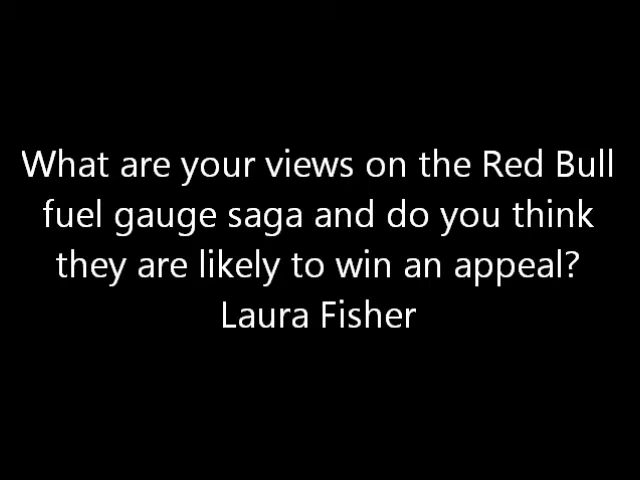 What are your views on the Red Bull
fuel gauge saga and do you think
they are likely to win an appeal?
Laura Fisher